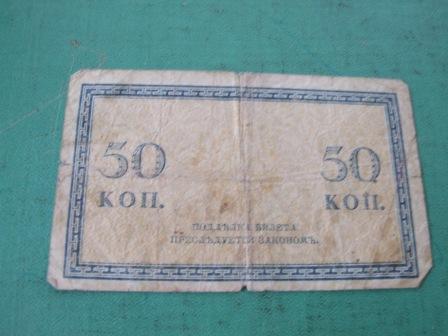 50 50
КОП. КОП.
ПОДДѢЛКА БИЛЕТА
ПРЕСЛѢДУЕТСЯ ЗАКОНОМЪ.